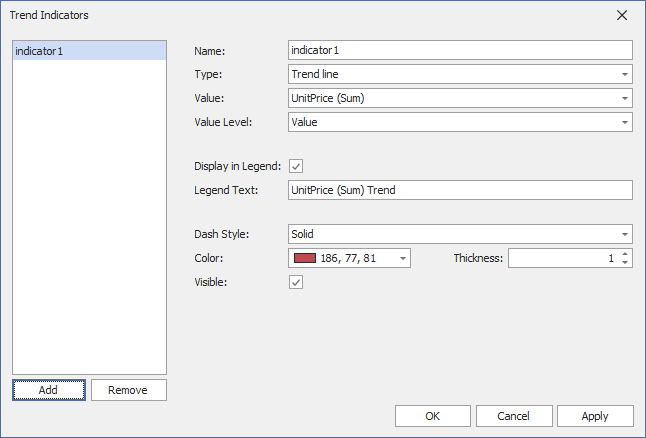 Trend Indicators
indicator1
Name: indicator1
Type: Trend line
Value: UnitPrice (Sum)
Value Level: Value
Display in Legend:
Legend Text: UnitPrice (Sum) Trend
Dash Style: Solid
Color: 186, 77, 81 Thickness: 1
Visible:
Add Remove
OK Cancel Apply